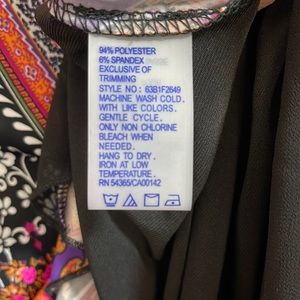 94% POLYESTER
6% SPANDEX
EXCLUSIVE OF
TRIMMING
STYLE NO : 63B1F2649
MACHINE WASH COLD.
WITH LIKE COLORS.
GENTLE CYCLE.
ONLY NON CHLORINE
BLEACH WHEN
NEEDED.
HANG TO DRY.
IRON AT LOW
TEMPERATURE.
RN 54365/CA00142